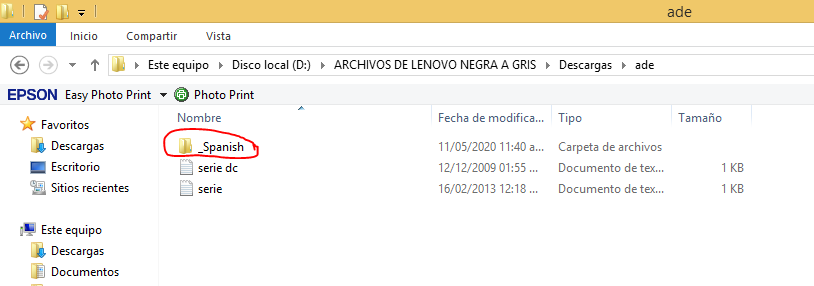 ade
Archivo Inicio Compartir Vista
Este equipo Disco local (D:) ARCHIVOS DE LENOVO NEGRA A GRIS Descargas ade
EPSON Easy Photo Print Photo Print
Favoritos
Descargas
Escritorio
Sitios recientes
Este equipo
Descargas
Documentos
Nombre Fecha de modifica... Tipo Tamaño
_Spanish 11/05/2020 11:40 a... Carpeta de archivos
serie dc 12/12/2009 01:55 ... Documento de tex... 1 KB
serie 16/02/2013 12:18 ... Documento de tex... 1 KB